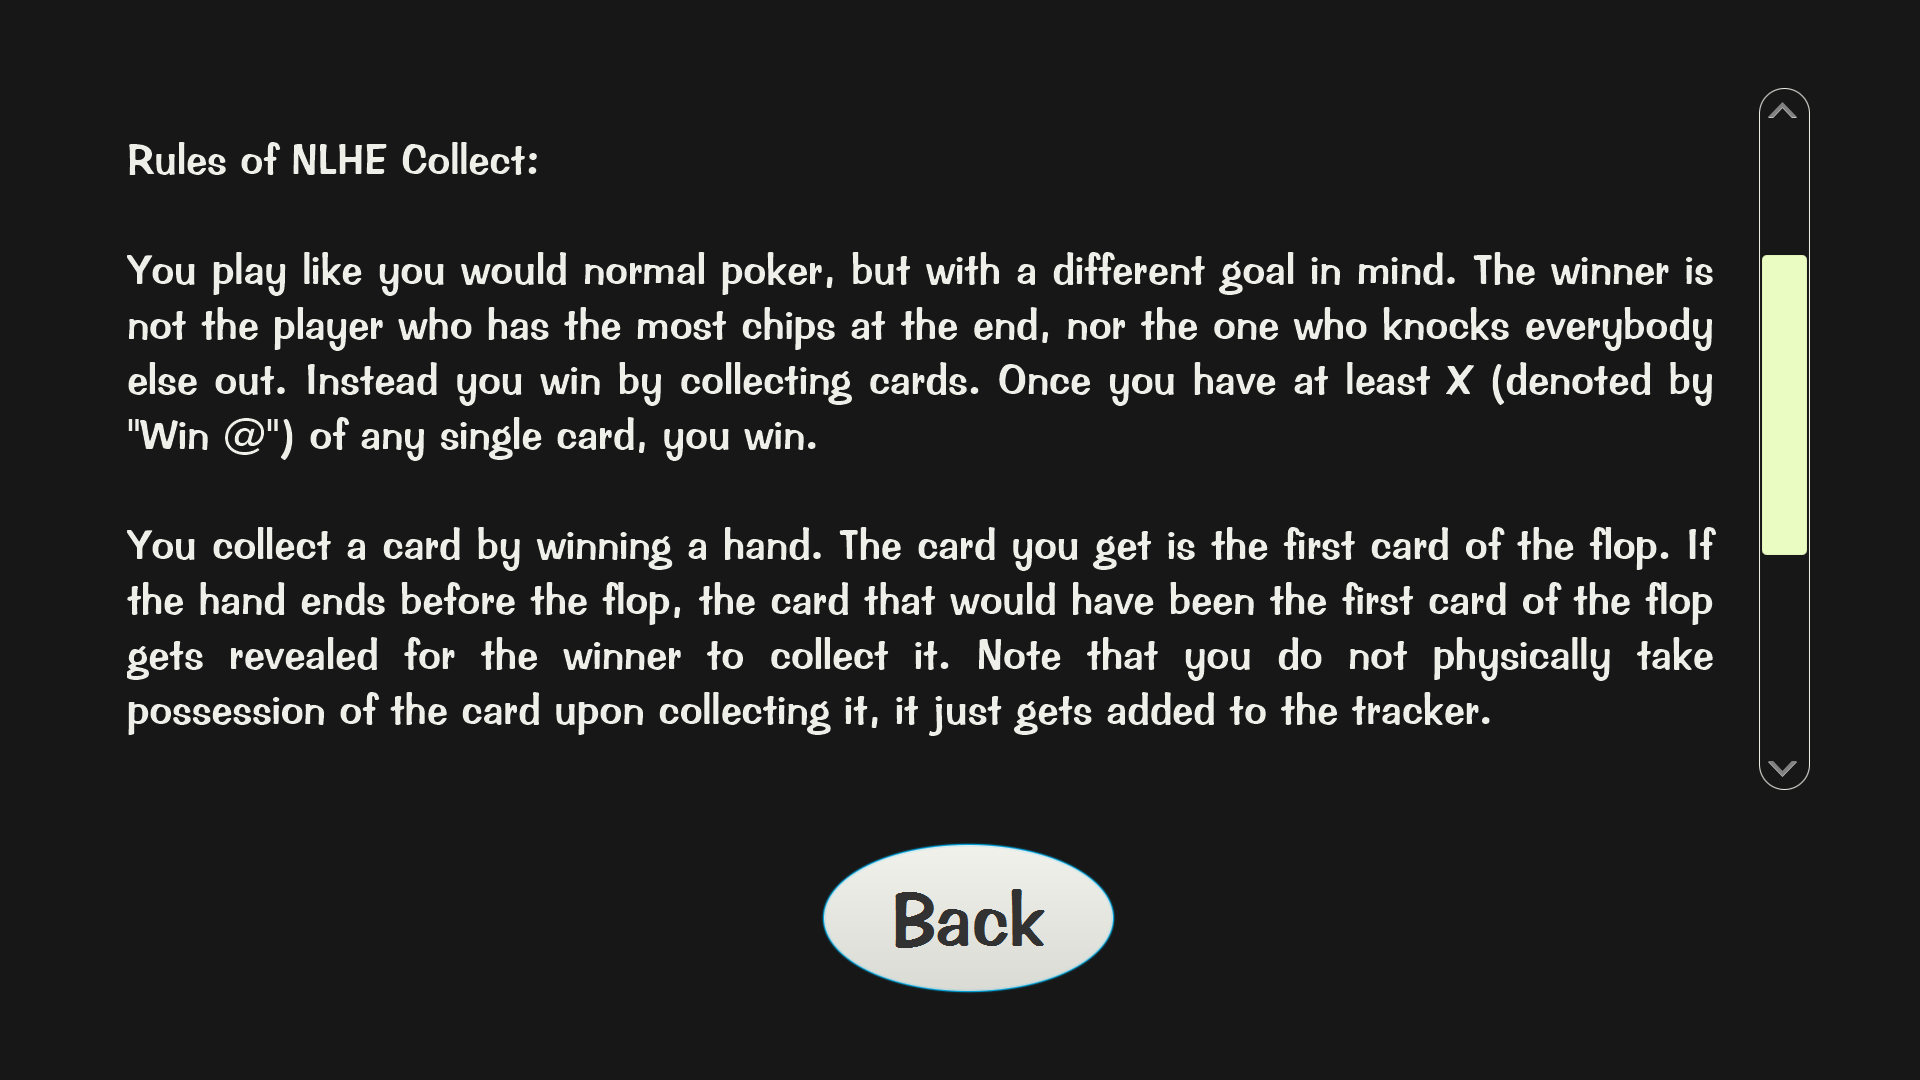 Rules of NLHE Collect:
You play like you would normal poker, but with a different goal in mind. The winner is
not the player who has the most chips at the end, nor the one who knocks everybody
else out. Instead you win by collecting cards. Once you have at least X (denoted by
"Win @") of any single card, you win.
You collect a card by winning a hand. The card you get is the first card of the flop. If
the hand ends before the flop, the card that would have been the first card of the flop
gets revealed for the winner to collect it. Note that you do not physically take
possession of the card upon collecting it, it just gets added to the tracker.
Back